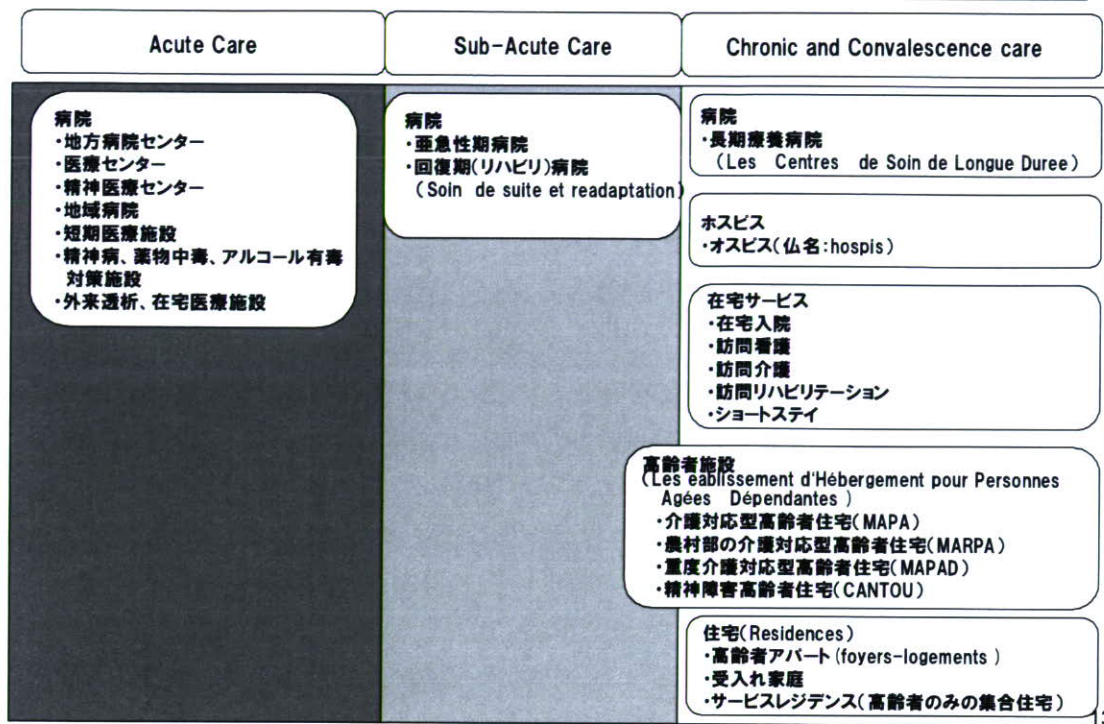 Acute Care
Sub-Acute Care
Chronic and Convalescence care
病院
・地方病院センター
・医療センター
・精神医療センター
・地域病院
・短期医療施設
・精神病、薬物中毒、アルコール有毒
対策施設
・外来透析、在宅医療施設
病院
・亜急性期病院
・回復期(リハビリ)病院
(Soin de suite et readaptation)
病院
・長期療養病院
(Les Centres de Soin de Longue Duree)
ホスピス
・オスピス(仏名:hospis)
在宅サービス
・在宅入院
・訪問看護
・訪問介護
・訪問リハビリテーション
・ショートステイ
高齢者施設
(Les eablissement d'Hébergement pour Personnes
Agées Dépendantes )
・介護対応型高齢者住宅(MAPA)
・農村部の介護対応型高齢者住宅(MARPA)
・重度介護対応型高齢者住宅(MAPAD)
・精神障害高齢者住宅(CANTOU)
住宅(Residences)
・高齢者アパート(foyers-logements )
・受入れ家庭
・サービスレジデンス(高齢者のみの集合住宅)